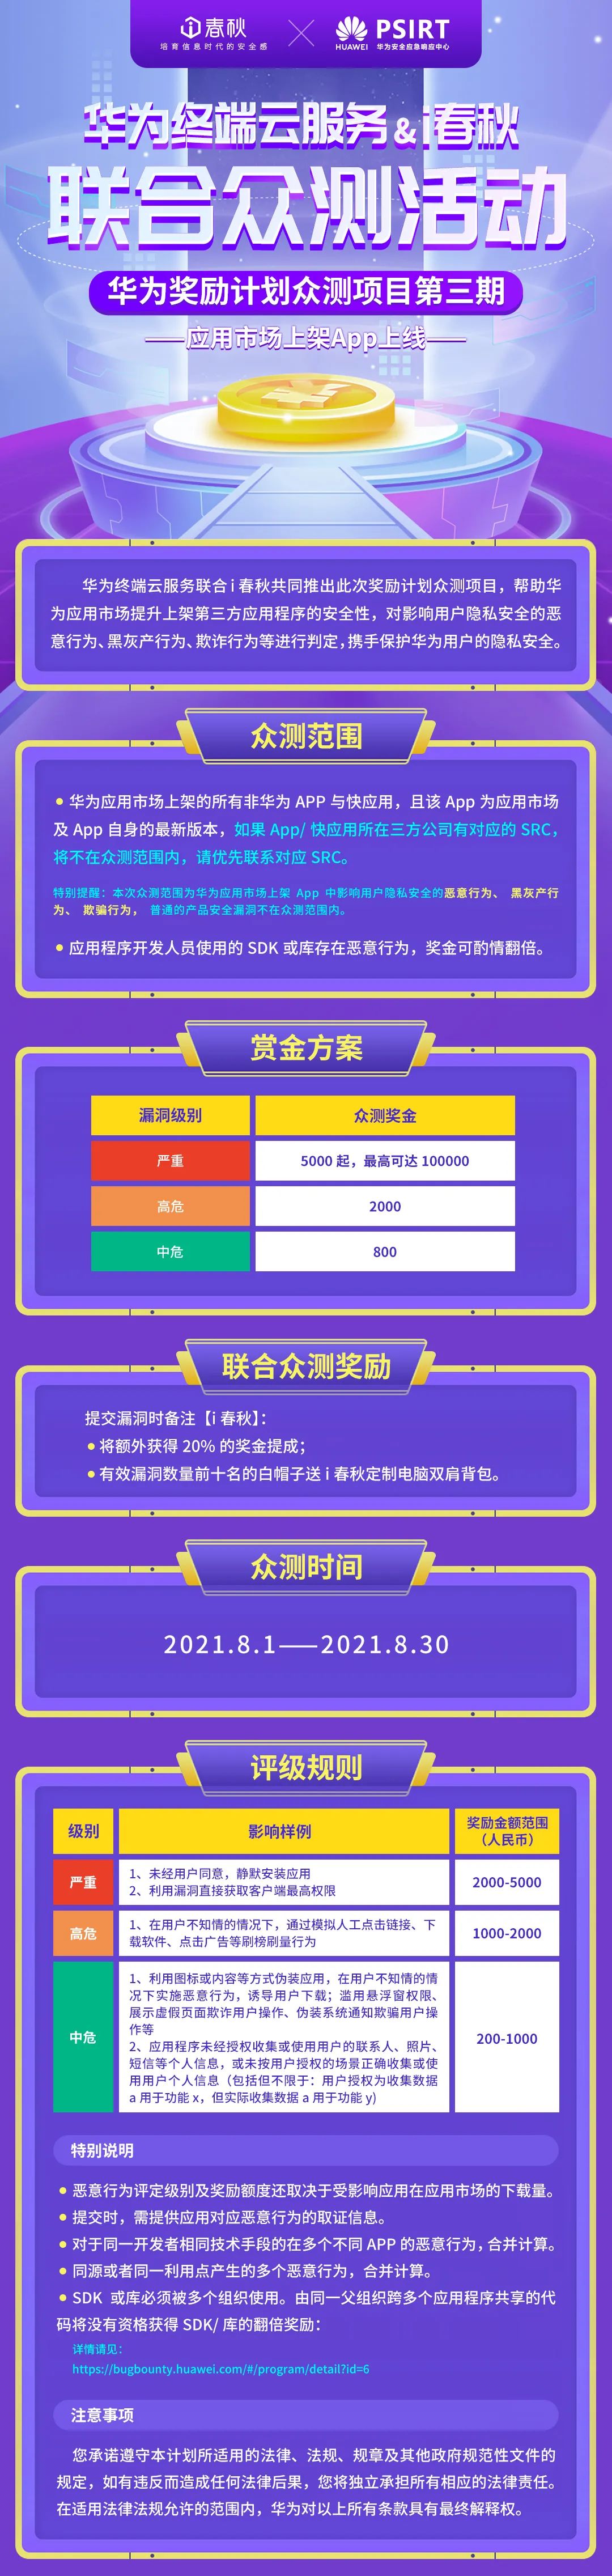 i春秋
培育信息时代的安全感
HUAWEI
PSIRT
华为安全应急响应中心
华为终端云服务&i春秋
联合众测活动
华为奖励计划众测项目第三期
——应用市场上架App上线——
华为终端云服务联合 i 春秋共同推出此次奖励计划众测项目，帮助华
为应用市场提升上架第三方应用程序的安全性，对影响用户隐私安全的恶
意行为、黑灰产行为、欺诈行为等进行判定，携手保护华为用户的隐私安全。
众测范围
● 华为应用市场上架的所有非华为 APP 与快应用，且该 App 为应用市场
及 App 自身的最新版本，如果 App/ 快应用所在三方公司有对应的 SRC，
将不在众测范围内，请优先联系对应 SRC。
特别提醒：本次众测范围为华为应用市场上架 App 中影响用户隐私安全的恶意行为、 黑灰产行
为、 欺骗行为， 普通的产品安全漏洞不在众测范围内。
● 应用程序开发人员使用的 SDK 或库存在恶意行为，奖金可酌情翻倍。
赏金方案
漏洞级别 众测奖金
严重 5000 起，最高可达 100000
高危 2000
中危 800
联合众测奖励
提交漏洞时备注【i 春秋】：
● 将额外获得 20% 的奖金提成；
● 有效漏洞数量前十名的白帽子送 i 春秋定制电脑双肩背包。
众测时间
2021.8.1——2021.8.30
评级规则
级别 影响样例 奖励金额范围
（人民币）
严重
1、未经用户同意，静默安装应用
2、利用漏洞直接获取客户端最高权限
2000-5000
高危
1、在用户不知情的情况下，通过模拟人工点击链接、下
载软件、点击广告等刷榜刷量行为
1000-2000
中危
1、利用图标或内容等方式伪装应用，在用户不知情的情
况下实施恶意行为，诱导用户下载；滥用悬浮窗权限、
展示虚假页面欺诈用户操作、伪装系统通知欺骗用户操
作等
2、应用程序未经授权收集或使用用户的联系人、照片、
短信等个人信息，或未按用户授权的场景正确收集或使
用用户个人信息（包括但不限于：用户授权为收集数据
a 用于功能 x，但实际收集数据 a 用于功能 y)
200-1000
特别说明
● 恶意行为评定级别及奖励额度还取决于受影响应用在应用市场的下载量。
● 提交时，需提供应用对应恶意行为的取证信息。
● 对于同一开发者相同技术手段的在多个不同 APP 的恶意行为，合并计算。
● 同源或者同一利用点产生的多个恶意行为，合并计算。
● SDK 或库必须被多个组织使用。由同一父组织跨多个应用程序共享的代
码将没有资格获得 SDK/ 库的翻倍奖励：
详情请见：
https://bugbounty.huawei.com/#/program/detail?id=6
注意事项
您承诺遵守本计划所适用的法律、法规、规章及其他政府规范性文件的
规定，如有违反而造成任何法律后果，您将独立承担所有相应的法律责任。
在适用法律法规允许的范围内，华为对以上所有条款具有最终解释权。